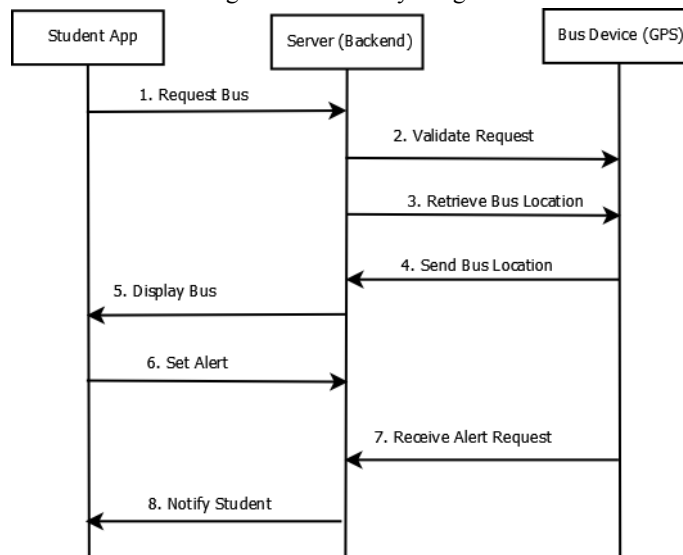 Student App
Server (Backend)
Bus Device (GPS)
1. Request Bus
2. Validate Request
3. Retrieve Bus Location
4. Send Bus Location
5. Display Bus
6. Set Alert
7. Receive Alert Request
8. Notify Student